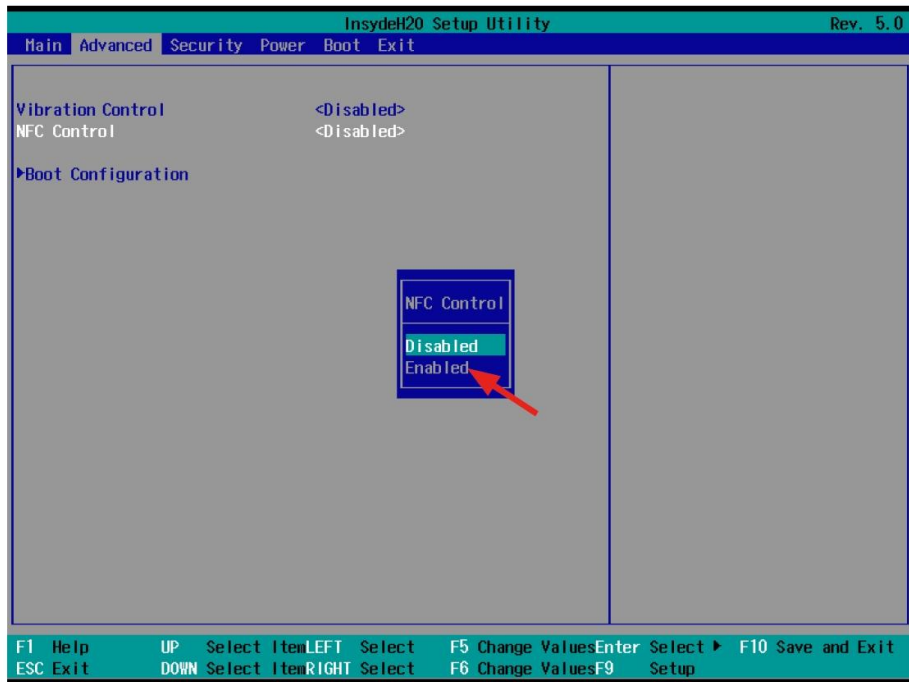 InsydeH20 Setup Utility Rev. 5.0
Main Advanced Security Power Boot Exit
Vibration Control <Disabled>
NFC Control <Disabled>
▶Boot Configuration
NFC Control
Disabled
Enabled
F1 Help UP Select Item LEFT Select F5 Change Values Enter Select ▶ F10 Save and Exit
ESC Exit DOWN Select Item RIGHT Select F6 Change Values F9 Setup